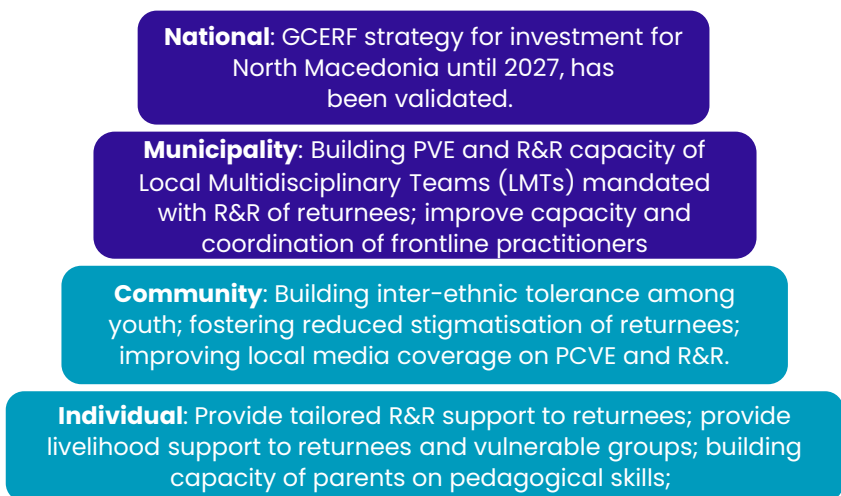 National: GCERF strategy for investment for
North Macedonia until 2027, has
been validated.
Municipality: Building PVE and R&R capacity of
Local Multidisciplinary Teams (LMTs) mandated
with R&R of returnees; improve capacity and
coordination of frontline practitioners
Community: Building inter-ethnic tolerance among
youth; fostering reduced stigmatisation of returnees;
improving local media coverage on PCVE and R&R.
Individual: Provide tailored R&R support to returnees; provide
livelihood support to returnees and vulnerable groups; building
capacity of parents on pedagogical skills;